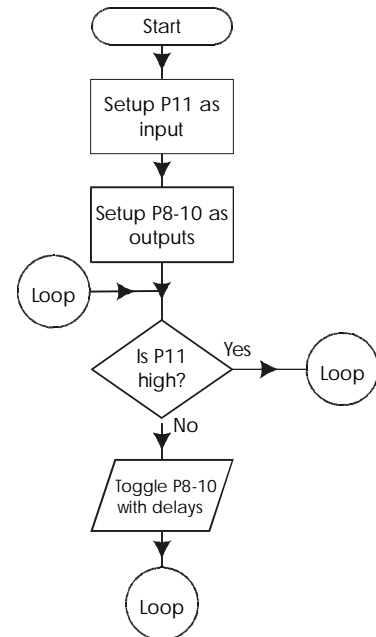 Start
Setup P11 as
input
Setup P8-10 as
outputs
Loop
Is P11
high?
Yes
Loop
No
Toggle P8-10
with delays
Loop